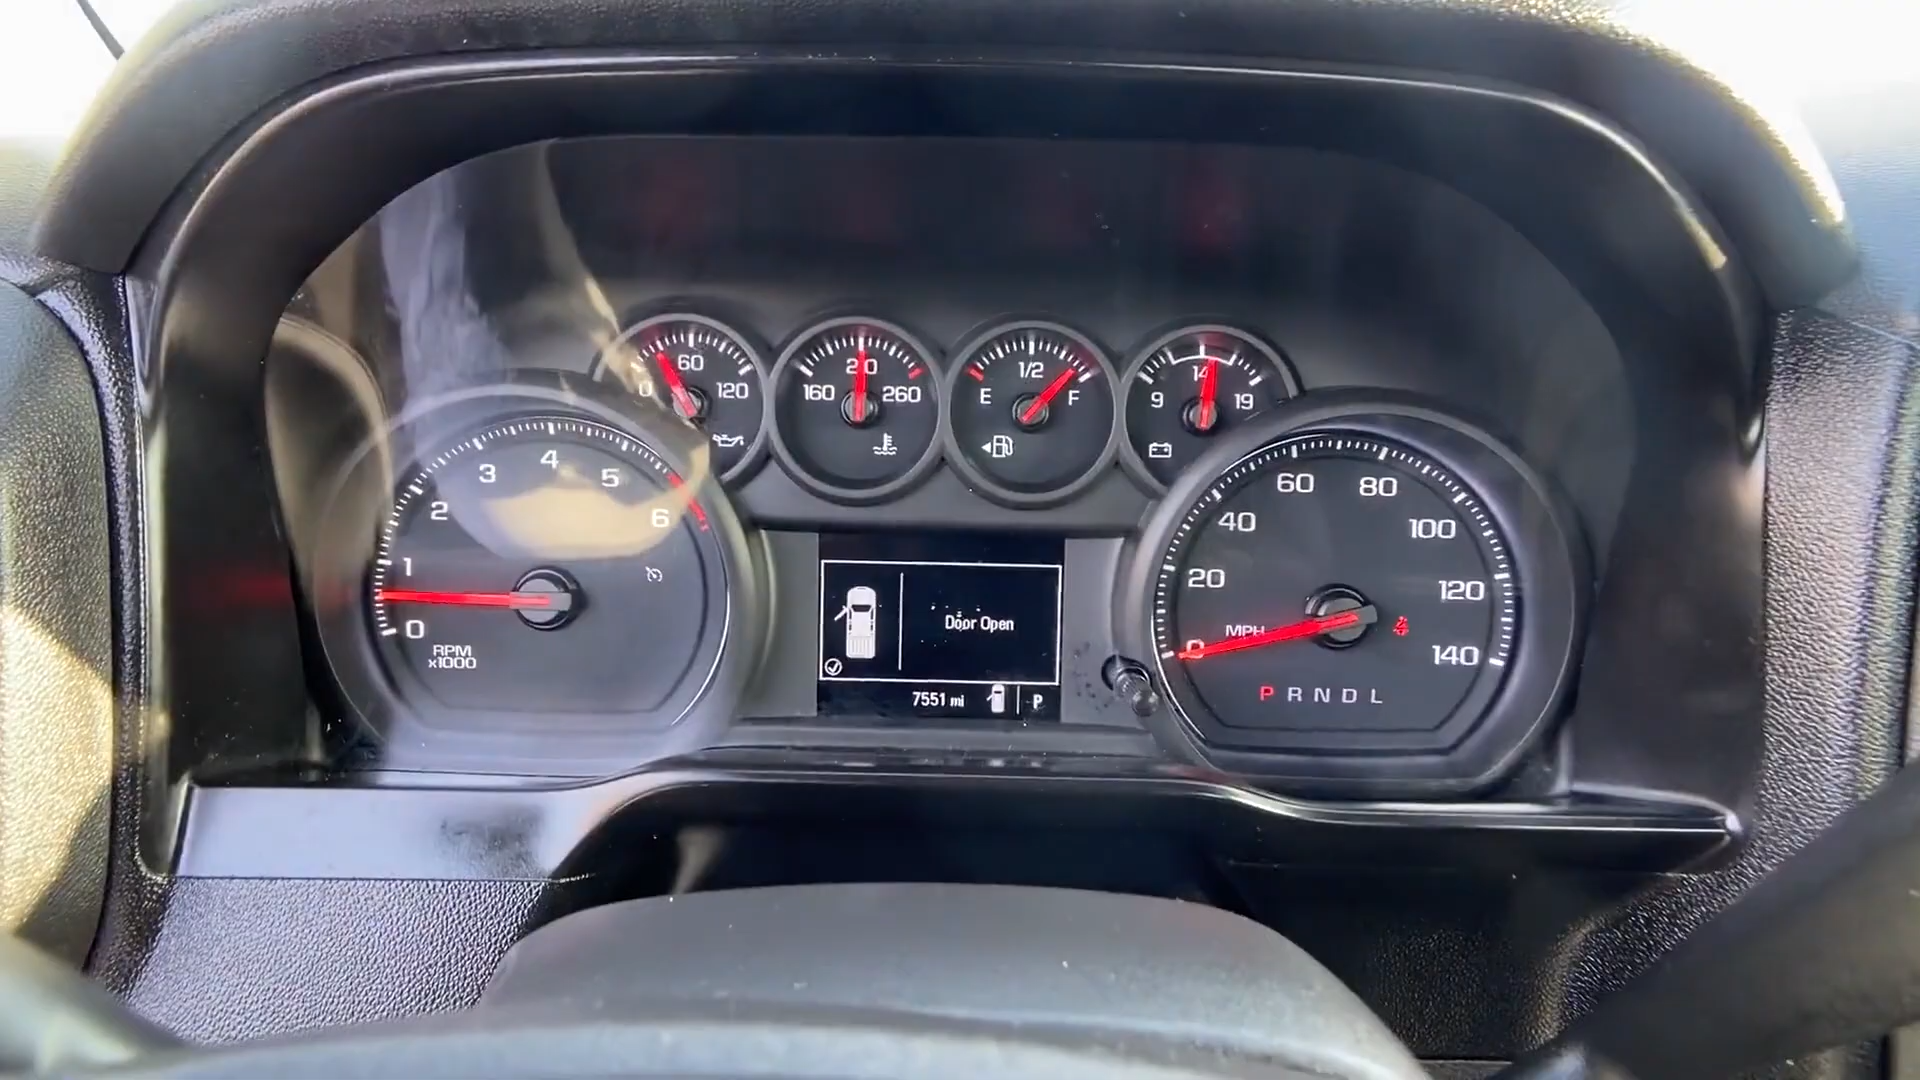 0 60 120
160 210 260
E 1/2 F
9 14 19
0 1 2 3 4 5 6
RPM
x1000
Door Open
7551 mi P
0 20 40 60 80 100 120 140
MPH
4
P R N D L